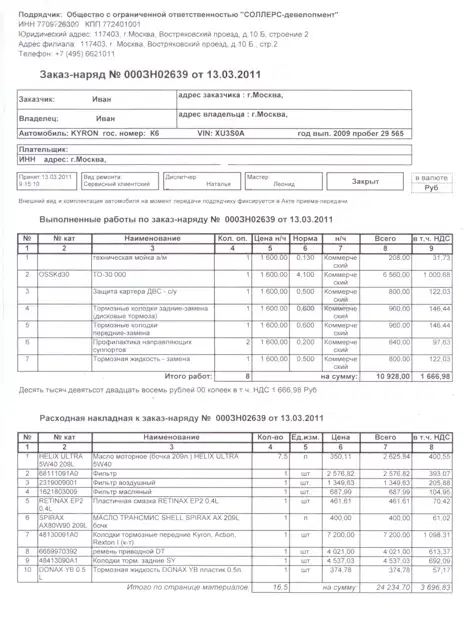 Подрядчик: Общество с ограниченной ответственностью "СОЛЛЕРС-девелопмент"
ИНН 7709726300 КПП 772401001
Юридический адрес: 117403, г.Москва, Востряковский проезд, д.10 Б, строение 2
Адрес филиала: 117403, г. Москва, Востряковский проезд, д.10 Б., стр.2
Телефон: +7 (495) 6621011
Заказ-наряд № 000ЗН02639 от 13.03.2011
Заказчик: Иван адрес заказчика : г.Москва,
Владелец: Иван адрес владельца : г.Москва,
Автомобиль: KYRON гос. номер: К6 VIN: XU3S0A год вып. 2009 пробег 29 565
Плательщик:
ИНН адрес: г.Москва,
Принят 13.03.2011 Вид ремонта: Диспетчер Мастер Закрыт в валюте
9:15:10 Сервисный клиентский Наталья Леонид Руб
Внешний вид и комплектация автомобиля на момент передачи подрядчику фиксируется в Акте приема-передачи
Выполненные работы по заказ-наряду № 000ЗН02639 от 13.03.2011
№ № кат Наименование Кол. оп. Цена н/ч Норма н/ч Всего в т.ч. НДС
1 2 3 4 5 6 7 8 9
1 техническая мойка а/м 1 1 600,00 0,130 Коммерче 208,00 31,73
ский
2 OSSKd30 ТО-30 000 1 1 600,00 4,100 Коммерче 6 560,00 1 000,68
ский
3 Защита картера ДВС - с/у 1 1 600,00 0,500 Коммерче 800,00 122,03
ский
4 Тормозные колодки задние-замена 1 1 600,00 0,600 Коммерче 960,00 146,44
(дисковые тормоза) ский
5 Тормозные колодки 1 1 600,00 0,600 Коммерче 960,00 146,44
передние-замена ский
6 Профилактика направляющих 2 1 600,00 0,200 Коммерче 640,00 97,63
суппортов ский
7 Тормозная жидкость - замена 1 1 600,00 0,500 Коммерче 800,00 122,03
ский
Итого работ: 8 на сумму: 10 928,00 1 666,98
Десять тысяч девятьсот двадцать восемь рублей 00 копеек в т.ч. НДС 1 666,98 Руб
Расходная накладная к заказ-наряду № 000ЗН02639 от 13.03.2011
№ № кат Наименование Кол-во Ед.изм. Цена Всего в т.ч. НДС
1 2 3 4 5 6 7 8
1 HELIX ULTRA Масло моторное (бочка 209л.) HELIX ULTRA 7,5 л 350,11 2 625,84 400,55
5W40 209L 5W40
2 68111091A0 Фильтр 1 шт 2 576,82 2 576,82 393,07
3 2319009001 Фильтр воздушный 1 шт 1 349,63 1 349,63 205,88
4 1621803009 Фильтр масляный 1 шт 687,99 687,99 104,95
5 RETINAX EP2 Пластичная смазка RETINAX EP2 0,4L 1 шт. 461,61 461,61 70,42
0,4L
6 SPIRAX МАСЛО ТРАНСМИС SHELL SPIRAX AX 209L 1 л 400,00 400,00 61,02
AX80W90 209L бочк
7 48130091A0 Колодки тормозные передние Kyron, Action, 1 шт 7 200,00 7 200,00 1 098,31
Rexton I (к-т)
8 6659970392 ремень приводной DT 1 шт 4 021,00 4 021,00 613,37
9 48413090A1 Колодки торм. задние SY 1 шт 4 537,03 4 537,03 692,09
10 DONAX YB 0.5 Тормозная жидкость DONAX YB пластик 0.5л. 1 шт 374,78 374,78 57,17
L
Итого по странице материалов: 16,5 на сумму 24 234,70 3 696,83